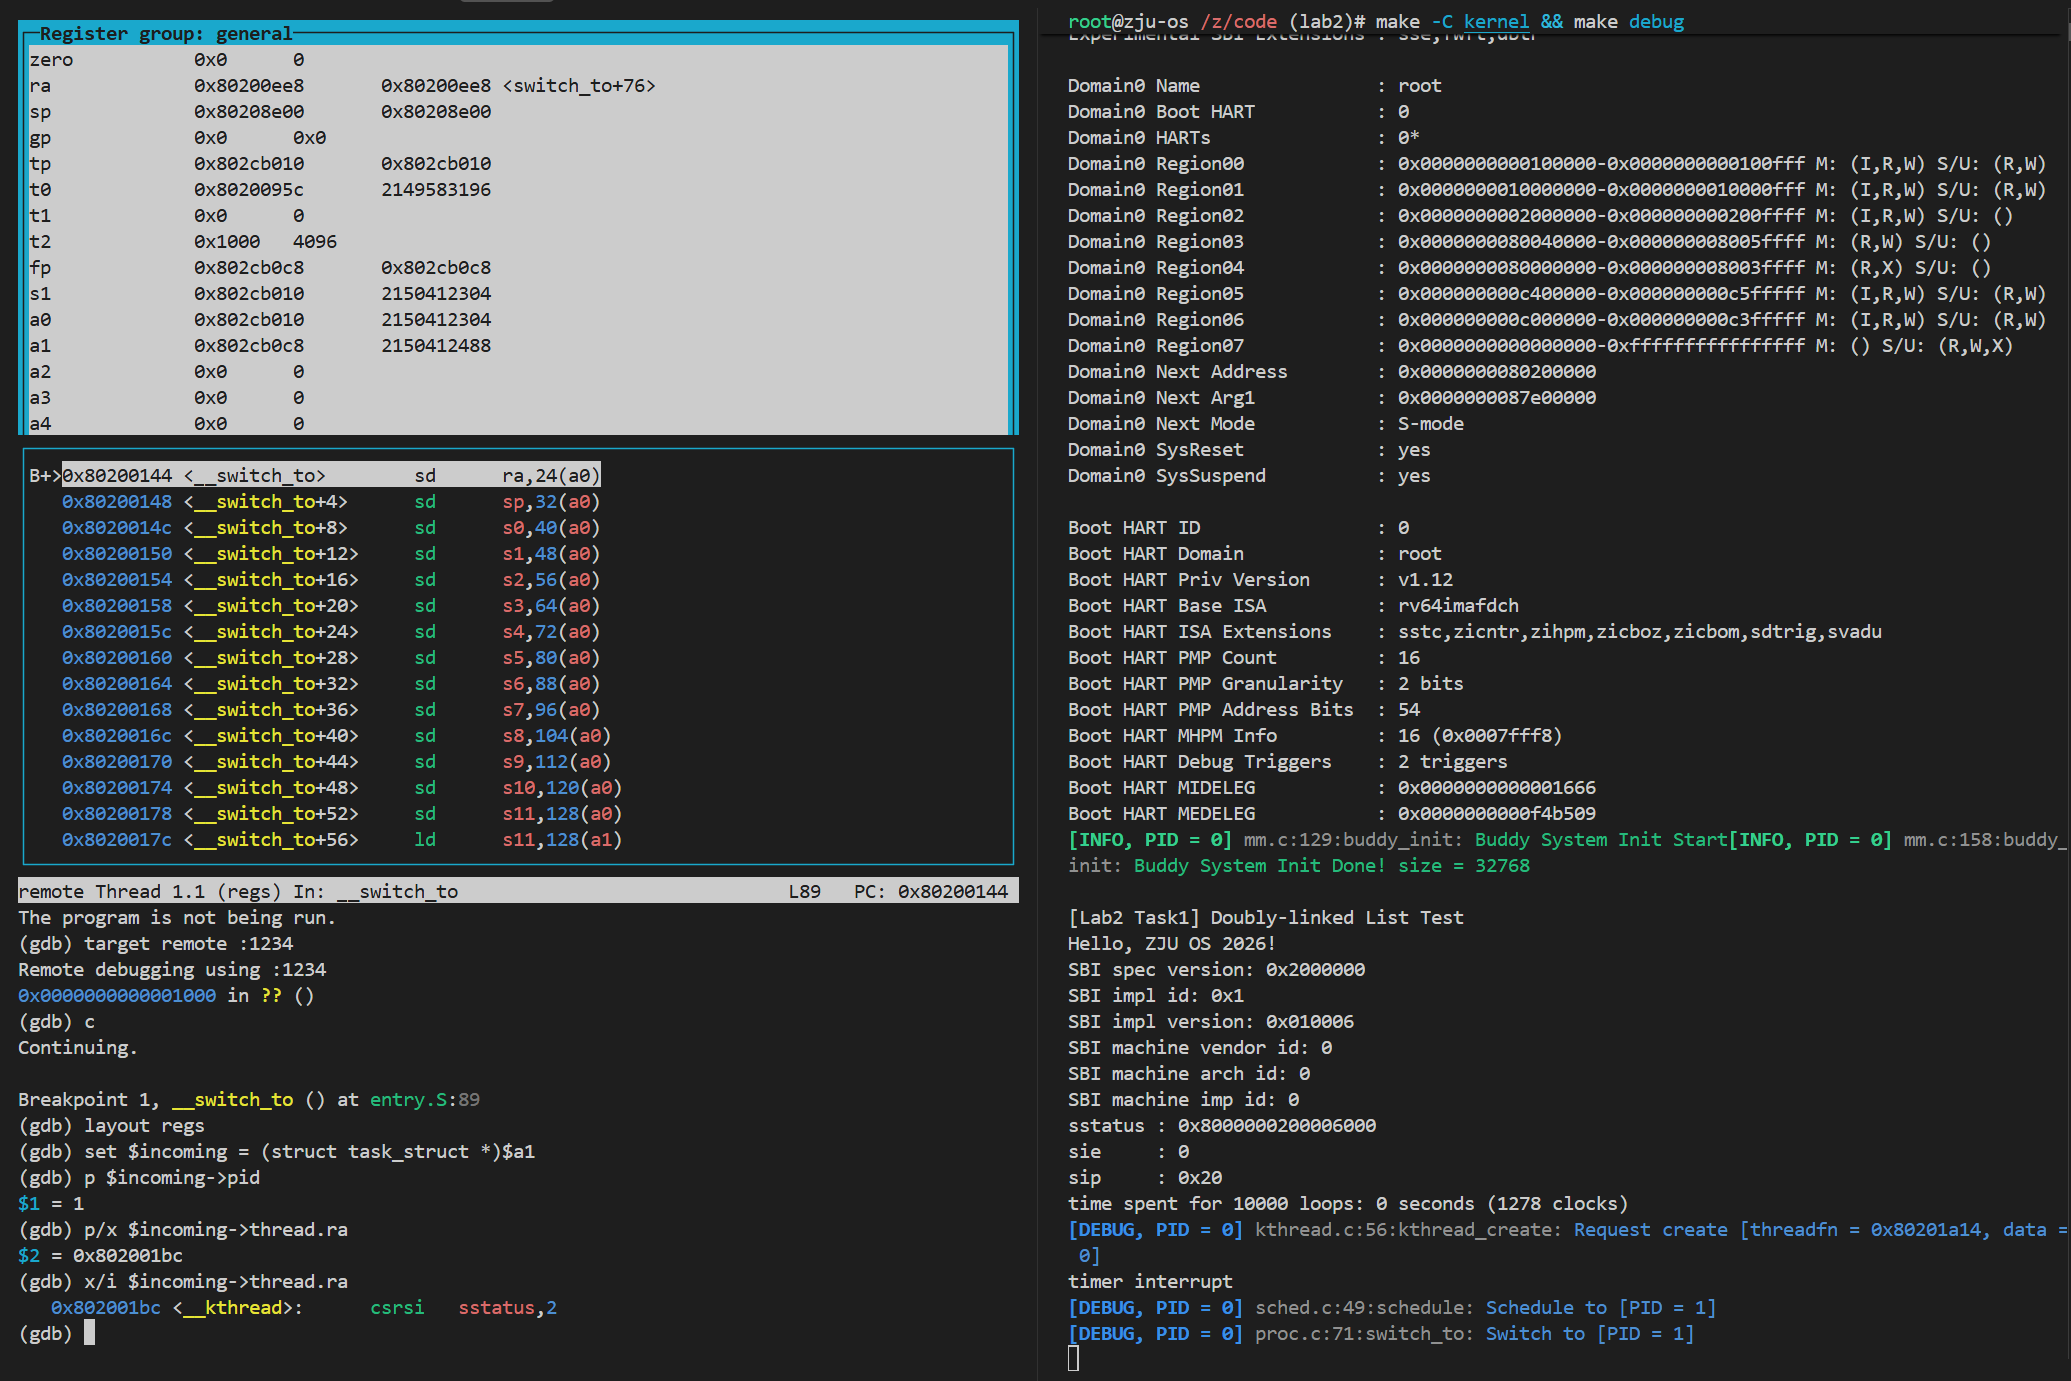 Register group: general
zero 0x0 0
ra 0x80200ee8 0x80200ee8 <switch_to+76>
sp 0x80208e00 0x80208e00
gp 0x0 0x0
tp 0x802cb010 0x802cb010
t0 0x8020095c 2149583196
t1 0x0 0
t2 0x1000 4096
fp 0x802cb0c8 0x802cb0c8
s1 0x802cb010 2150412304
a0 0x802cb010 2150412304
a1 0x802cb0c8 2150412488
a2 0x0 0
a3 0x0 0
a4 0x0 0
B+>0x80200144 <__switch_to> sd ra,24(a0)
0x80200148 <__switch_to+4> sd sp,32(a0)
0x8020014c <__switch_to+8> sd s0,40(a0)
0x80200150 <__switch_to+12> sd s1,48(a0)
0x80200154 <__switch_to+16> sd s2,56(a0)
0x80200158 <__switch_to+20> sd s3,64(a0)
0x8020015c <__switch_to+24> sd s4,72(a0)
0x80200160 <__switch_to+28> sd s5,80(a0)
0x80200164 <__switch_to+32> sd s6,88(a0)
0x80200168 <__switch_to+36> sd s7,96(a0)
0x8020016c <__switch_to+40> sd s8,104(a0)
0x80200170 <__switch_to+44> sd s9,112(a0)
0x80200174 <__switch_to+48> sd s10,120(a0)
0x80200178 <__switch_to+52> sd s11,128(a0)
0x8020017c <__switch_to+56> ld s11,128(a1)
remote Thread 1.1 (regs) In: __switch_to L89 PC: 0x80200144
The program is not being run.
(gdb) target remote :1234
Remote debugging using :1234
0x0000000000001000 in ?? ()
(gdb) c
Continuing.
Breakpoint 1, __switch_to () at entry.S:89
(gdb) layout regs
(gdb) set $incoming = (struct task_struct *)$a1
(gdb) p $incoming->pid
$1 = 1
(gdb) p/x $incoming->thread.ra
$2 = 0x802001bc
(gdb) x/i $incoming->thread.ra
0x802001bc <__kthread>: csrsi sstatus,2
(gdb)
root@zju-os /z/code (lab2)# make -C kernel && make debug
Experimental SBI Extensions : sse,fwft,dbtr
Domain0 Name : root
Domain0 Boot HART : 0
Domain0 HARTs : 0*
Domain0 Region00 : 0x0000000000100000-0x0000000000100fff M: (I,R,W) S/U: (R,W)
Domain0 Region01 : 0x0000000010000000-0x0000000010000fff M: (I,R,W) S/U: (R,W)
Domain0 Region02 : 0x0000000002000000-0x000000000200ffff M: (I,R,W) S/U: ()
Domain0 Region03 : 0x0000000080040000-0x000000008005ffff M: (R,W) S/U: ()
Domain0 Region04 : 0x0000000080000000-0x000000008003ffff M: (R,X) S/U: ()
Domain0 Region05 : 0x000000000c400000-0x000000000c5fffff M: (I,R,W) S/U: (R,W)
Domain0 Region06 : 0x000000000c000000-0x000000000c3fffff M: (I,R,W) S/U: (R,W)
Domain0 Region07 : 0x0000000000000000-0xffffffffffffffff M: () S/U: (R,W,X)
Domain0 Next Address : 0x0000000080200000
Domain0 Next Arg1 : 0x0000000087e00000
Domain0 Next Mode : S-mode
Domain0 SysReset : yes
Domain0 SysSuspend : yes
Boot HART ID : 0
Boot HART Domain : root
Boot HART Priv Version : v1.12
Boot HART Base ISA : rv64imafdch
Boot HART ISA Extensions : sstc,zicntr,zihpm,zicboz,zicbom,sdtrig,svadu
Boot HART PMP Count : 16
Boot HART PMP Granularity : 2 bits
Boot HART PMP Address Bits : 54
Boot HART MHPM Info : 16 (0x0007fff8)
Boot HART Debug Triggers : 2 triggers
Boot HART MIDELEG : 0x0000000000001666
Boot HART MEDELEG : 0x0000000000f4b509
[INFO, PID = 0] mm.c:129:buddy_init: Buddy System Init Start[INFO, PID = 0] mm.c:158:buddy_
init: Buddy System Init Done! size = 32768
[Lab2 Task1] Doubly-linked List Test
Hello, ZJU OS 2026!
SBI spec version: 0x2000000
SBI impl id: 0x1
SBI impl version: 0x010006
SBI machine vendor id: 0
SBI machine arch id: 0
SBI machine imp id: 0
sstatus : 0x8000000200006000
sie : 0
sip : 0x20
time spent for 10000 loops: 0 seconds (1278 clocks)
[DEBUG, PID = 0] kthread.c:56:kthread_create: Request create [threadfn = 0x80201a14, data =
0]
timer interrupt
[DEBUG, PID = 0] sched.c:49:schedule: Schedule to [PID = 1]
[DEBUG, PID = 0] proc.c:71:switch_to: Switch to [PID = 1]